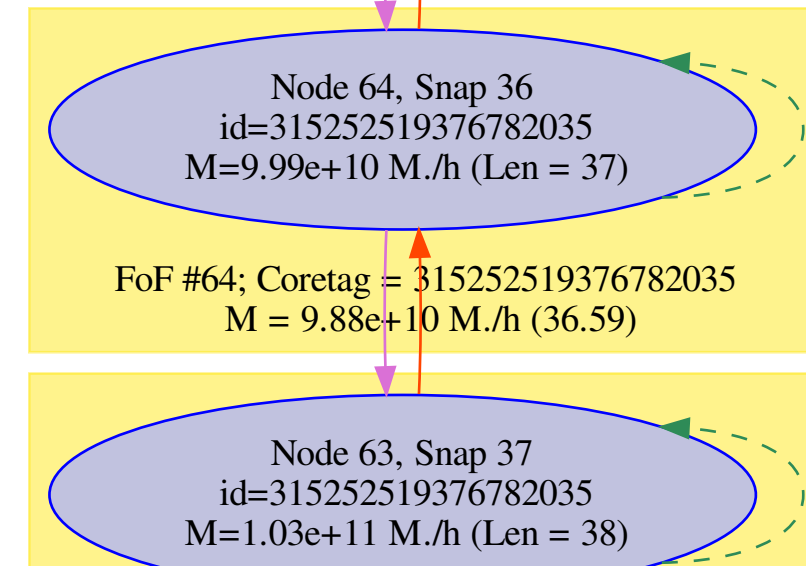 Node 64, Snap 36
id=315252519376782035
M=9.99e+10 M./h (Len = 37)
FoF #64; Coretag = 315252519376782035
M = 9.88e+10 M./h (36.59)
Node 63, Snap 37
id=315252519376782035
M=1.03e+11 M./h (Len = 38)